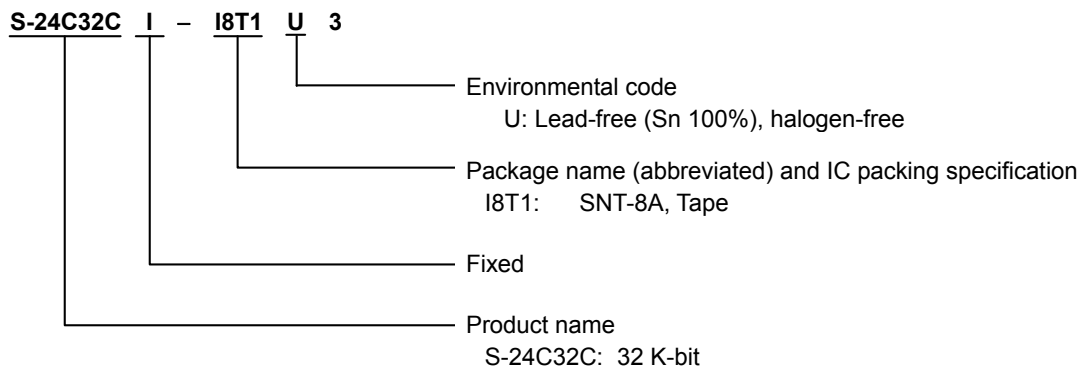 S-24C32C I – I8T1 U 3
Environmental code
U: Lead-free (Sn 100%), halogen-free
Package name (abbreviated) and IC packing specification
I8T1: SNT-8A, Tape
Fixed
Product name
S-24C32C: 32 K-bit